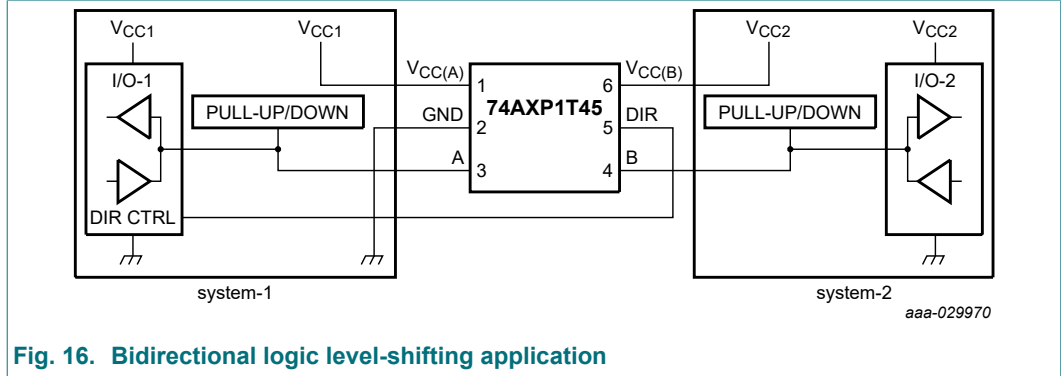 VCC1 VCC1 VCC2 VCC2
I/O-1 VCC(A) VCC(B) I/O-2
1 6
PULL-UP/DOWN 74AXP1T45 PULL-UP/DOWN
GND DIR
2 5
A B
3 4
DIR CTRL
system-1 system-2
aaa-029970
Fig. 16. Bidirectional logic level-shifting application